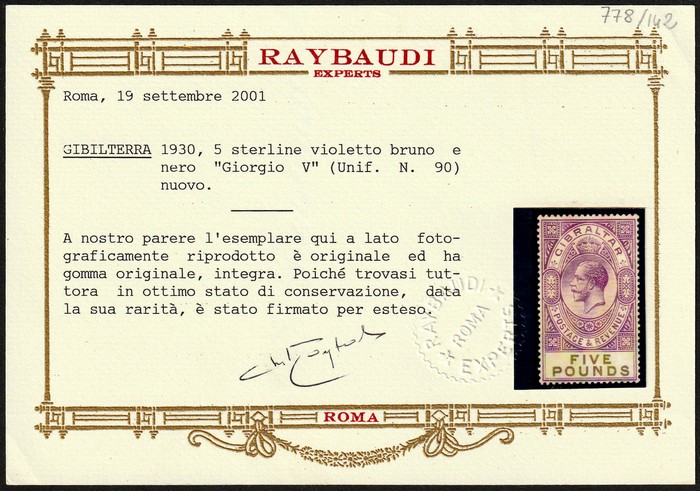 778/142
RAYBAUDI
EXPERTS
Roma, 19 settembre 2001
GIBILTERRA 1930, 5 sterline violetto bruno e
nero "Giorgio V" (Unif. N. 90)
nuovo.
A nostro parere l'esemplare qui a lato foto-
graficamente riprodotto è originale ed ha
gomma originale, integra. Poiché trovasi tut-
tora in ottimo stato di conservazione, data
la sua rarità, è stato firmato per esteso.
RAYBAUDI
ROMA
EXPERTS
GIBRALTAR
POSTAGE & REVENUE
FIVE
POUNDS
ROMA